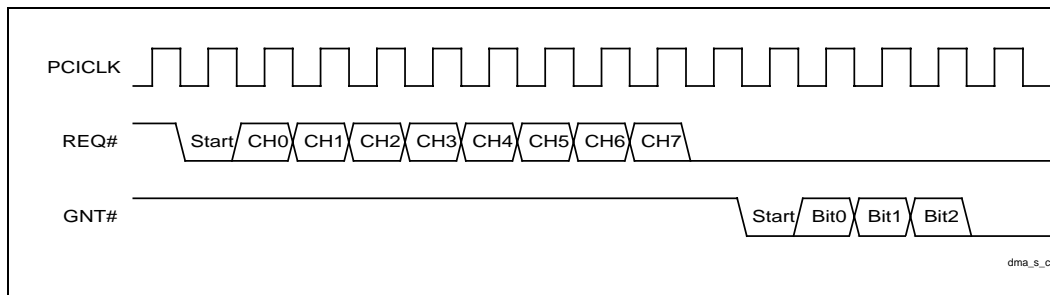 PCICLK
REQ# Start CH0 CH1 CH2 CH3 CH4 CH5 CH6 CH7
GNT# Start Bit0 Bit1 Bit2
dma_s_c